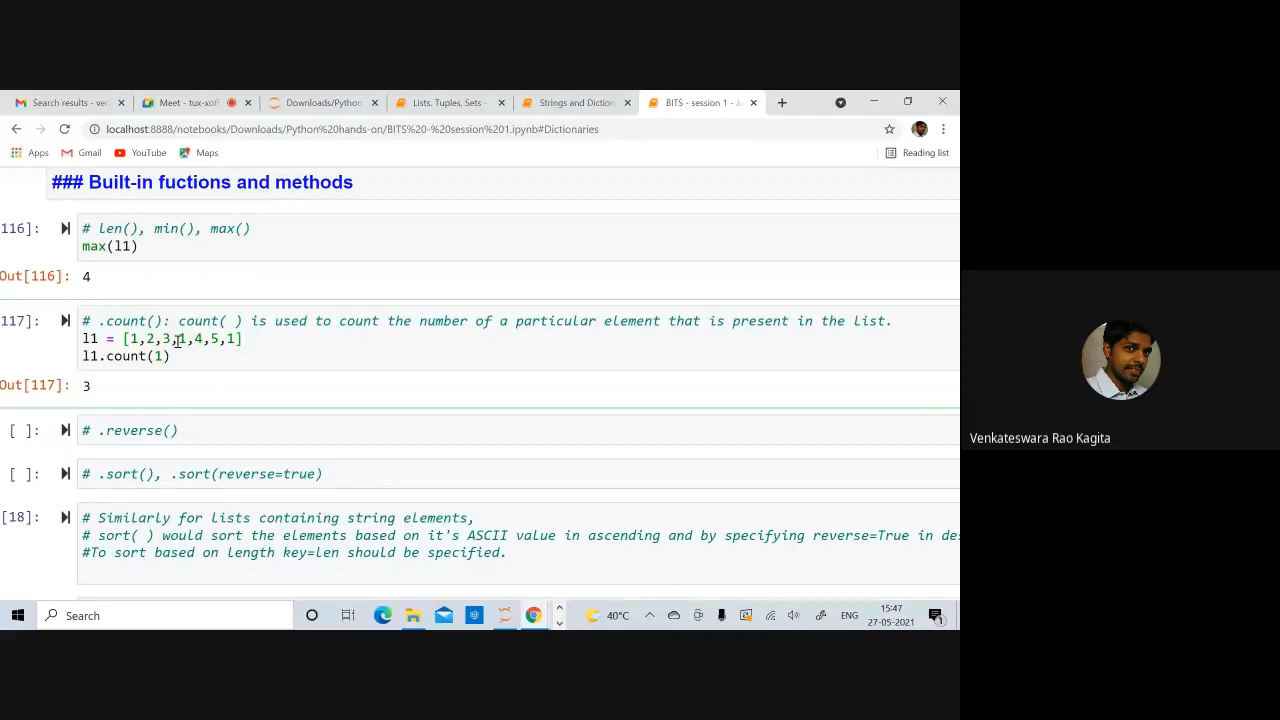 Search results - ver
Meet - tux-xoft
Downloads/Python
Lists. Tuples, Sets -
Strings and Diction
BITS - session 1 - Ju
localhost:8888/notebooks/Downloads/Python%20hands-on/BITS%20-%20session%201.ipynb#Dictionaries
Apps Gmail YouTube Maps Reading list
### Built-in fuctions and methods
116]: # len(), min(), max()
max(l1)
Out[116]: 4
117]: # .count(): count( ) is used to count the number of a particular element that is present in the list.
l1 = [1,2,3,1,4,5,1]
l1.count(1)
Out[117]: 3
[ ]: # .reverse()
[ ]: # .sort(), .sort(reverse=true)
[18]: # Similarly for lists containing string elements,
# sort( ) would sort the elements based on it's ASCII value in ascending and by specifying reverse=True in des
#To sort based on length key=len should be specified.
Venkateswara Rao Kagita
Search
40°C
ENG
15:47
27-05-2021
1